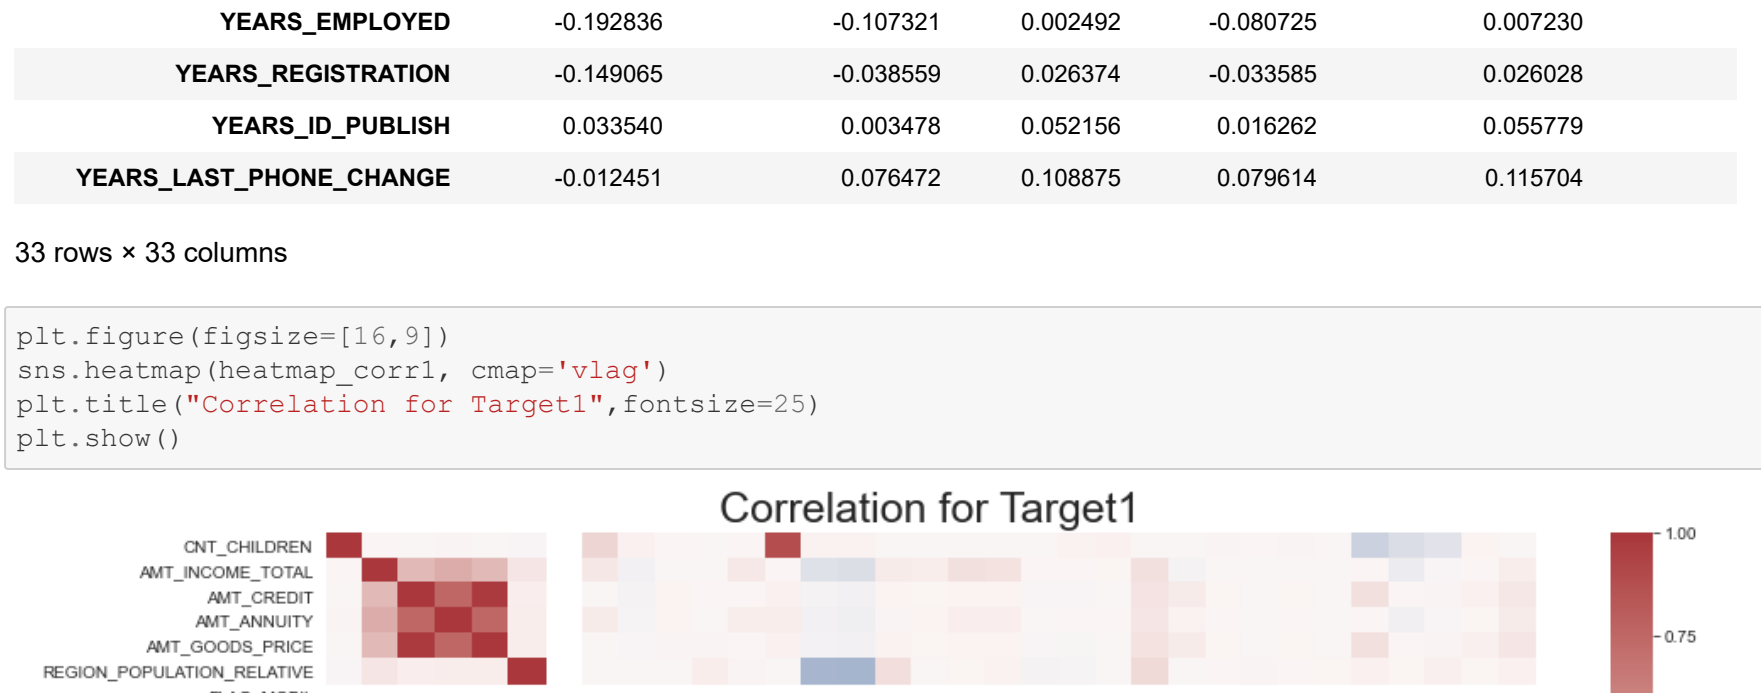 YEARS_EMPLOYED -0.192836 -0.107321 0.002492 -0.080725 0.007230
YEARS_REGISTRATION -0.149065 -0.038559 0.026374 -0.033585 0.026028
YEARS_ID_PUBLISH 0.033540 0.003478 0.052156 0.016262 0.055779
YEARS_LAST_PHONE_CHANGE -0.012451 0.076472 0.108875 0.079614 0.115704
33 rows × 33 columns
plt.figure(figsize=[16,9])
sns.heatmap(heatmap_corr1, cmap='vlag')
plt.title("Correlation for Target1",fontsize=25)
plt.show()
Correlation for Target1
CNT_CHILDREN
1.00
AMT_INCOME_TOTAL
AMT_CREDIT
AMT_ANNUITY
AMT_GOODS_PRICE
0.75
REGION_POPULATION_RELATIVE